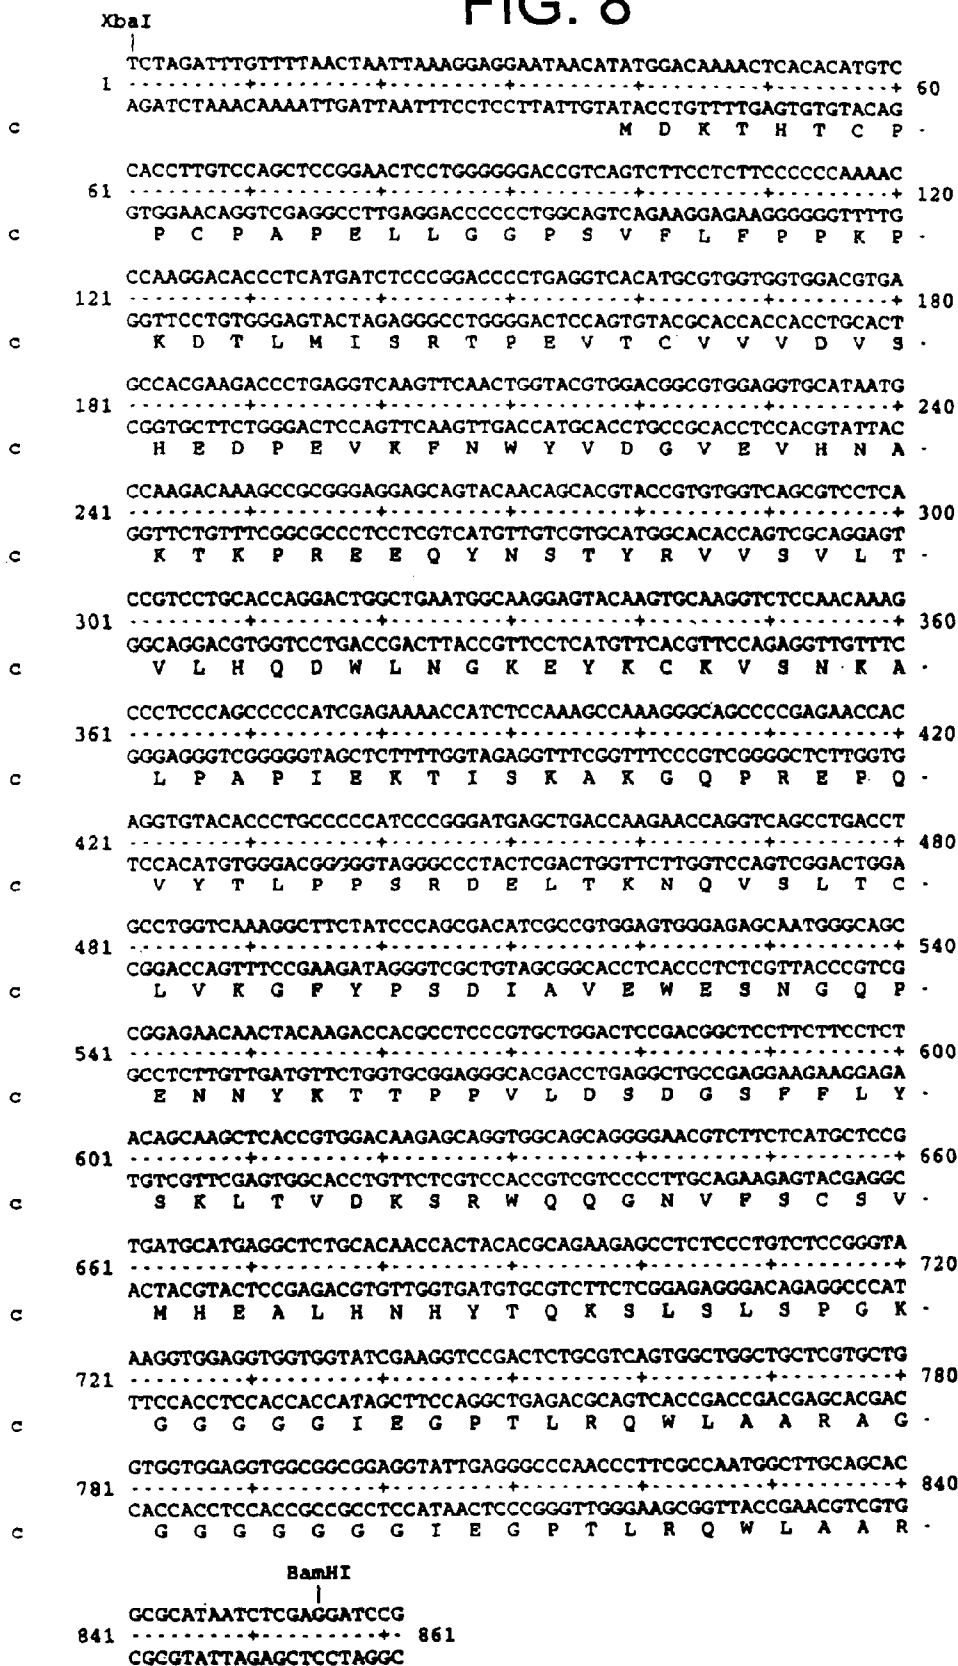 FIG. 8
XbaI
TCTAGATTTGTTTTAACTAATTAAAGGAGGAATAACATATGGACAAAACTCACACATGTC
1 ---------+---------+---------+---------+---------+---------+ 60
AGATCTAAACAAAATTGATTAATTTCCTCCTTATTGTATACCTGTTTTGAGTGTGTACAG
c M D K T H T C P -
CACCTTGTCCAGCTCCGGAACTCCTGGGGGGACCGTCAGTCTTCCTCTTCCCCCCAAAAC
61 ---------+---------+---------+---------+---------+---------+ 120
GTGGAACAGGTCGAGGCCTTGAGGACCCCCCTGGCAGTCAGAAGGAGAAGGGGGGTTTTG
c P C P A P E L L G G P S V F L F P P K P -
CCAAGGACACCCTCATGATCTCCCGGACCCCTGAGGTCACATGCGTGGTGGTGGACGTGA
121 ---------+---------+---------+---------+---------+---------+ 180
GGTTCCTGTGGGAGTACTAGAGGGCCTGGGGACTCCAGTGTACGCACCACCACCTGCACT
c K D T L M I S R T P E V T C V V V D V S -
GCCACGAAGACCCTGAGGTCAAGTTCAACTGGTACGTGGACGGCGTGGAGGTGCATAATG
181 ---------+---------+---------+---------+---------+---------+ 240
CGGTGCTTCTGGGACTCCAGTTCAAGTTGACCATGCACCTGCCGCACCTCCACGTATTAC
c H E D P E V K F N W Y V D G V E V H N A -
CCAAGACAAAGCCGCGGGAGGAGCAGTACAACAGCACGTACCGTGTGGTCAGCGTCCTCA
241 ---------+---------+---------+---------+---------+---------+ 300
GGTTCTGTTTCGGCGCCCTCCTCGTCATGTTGTCGTGCATGGCACACCAGTCGCAGGAGT
c K T K P R E E Q Y N S T Y R V V S V L T -
CCGTCCTGCACCAGGACTGGCTGAATGGCAAGGAGTACAAGTGCAAGGTCTCCAACAAAG
301 ---------+---------+---------+---------+---------+---------+ 360
GGCAGGACGTGGTCCTGACCGACTTACCGTTCCTCATGTTCACGTTCCAGAGGTTGTTTC
c V L H Q D W L N G K E Y K C K V S N K A -
CCCTCCCAGCCCCCATCGAGAAAACCATCTCCAAAGCCAAAGGGCAGCCCCGAGAACCAC
361 ---------+---------+---------+---------+---------+---------+ 420
GGGAGGGTCGGGGGTAGCTCTTTTGGTAGAGGTTTCGGTTTCCCGTCGGGGCTCTTGGTG
c L P A P I E K T I S K A K G Q P R E P Q -
AGGTGTACACCCTGCCCCCATCCCGGGATGAGCTGACCAAGAACCAGGTCAGCCTGACCT
421 ---------+---------+---------+---------+---------+---------+ 480
TCCACATGTGGGACGGGGGTAGGGCCCTACTCGACTGGTTCTTGGTCCAGTCGGACTGGA
c V Y T L P P S R D E L T K N Q V S L T C -
GCCTGGTCAAAGGCTTCTATCCCAGCGACATCGCCGTGGAGTGGGAGAGCAATGGGCAGC
481 ---------+---------+---------+---------+---------+---------+ 540
CGGACCAGTTTCCGAAGATAGGGTCGCTGTAGCGGCACCTCACCCTCTCGTTACCCGTCG
c L V K G F Y P S D I A V E W E S N G Q P -
CGGAGAACAACTACAAGACCACGCCTCCCGTGCTGGACTCCGACGGCTCCTTCTTCCTCT
541 ---------+---------+---------+---------+---------+---------+ 600
GCCTCTTGTTGATGTTCTGGTGCGGAGGGCACGACCTGAGGCTGCCGAGGAAGAAGGAGA
c E N N Y K T T P P V L D S D G S F F L Y -
ACAGCAAGCTCACCGTGGACAAGAGCAGGTGGCAGCAGGGGAACGTCTTCTCATGCTCCG
601 ---------+---------+---------+---------+---------+---------+ 660
TGTCGTTCGAGTGGCACCTGTTCTCGTCCACCGTCGTCCCCTTGCAGAAGAGTACGAGGC
c S K L T V D K S R W Q Q G N V F S C S V -
TGATGCATGAGGCTCTGCACAACCACTACACGCAGAAGAGCCTCTCCCTGTCTCCGGGTA
661 ---------+---------+---------+---------+---------+---------+ 720
ACTACGTACTCCGAGACGTGTTGGTGATGTGCGTCTTCTCGGAGAGGGACAGAGGCCCAT
c M H E A L H N H Y T Q K S L S L S P G K -
AAGGTGGAGGTGGTGGTATCGAAGGTCCGACTCTGCGTCAGTGGCTGGCTGCTCGTGCTG
721 ---------+---------+---------+---------+---------+---------+ 780
TTCCACCTCCACCACCATAGCTTCCAGGCTGAGACGCAGTCACCGACCGACGAGCACGAC
c G G G G G I E G P T L R Q W L A A R A G -
GTGGTGGAGGTGGCGGCGGAGGTATTGAGGGCCCAACCCTTCGCCAATGGCTTGCAGCAC
781 ---------+---------+---------+---------+---------+---------+ 840
CACCACCTCCACCGCCGCCTCCATAACTCCCGGGTTGGGAAGCGGTTACCGAACGTCGTG
c G G G G G G G I E G P T L R Q W L A A R -
BamHI
GCGCATAATCTCGAGGATCCG
841 ---------+---------+- 861
CGCGTATTAGAGCTCCTAGGC